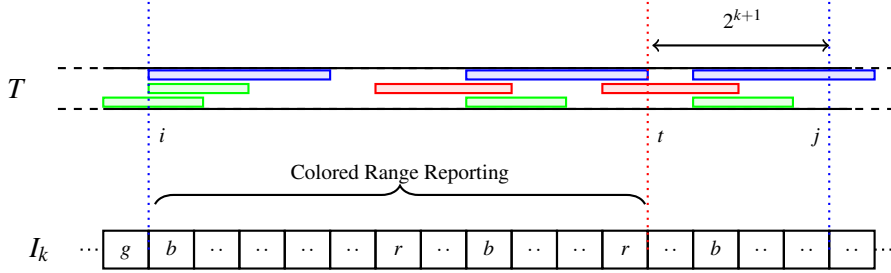 2^{k+1}
T
i t j
Colored Range Reporting
I_k ⋯ g b ·· ·· ·· ·· r ·· b ·· ·· r ·· b ·· ·· ·· ⋯